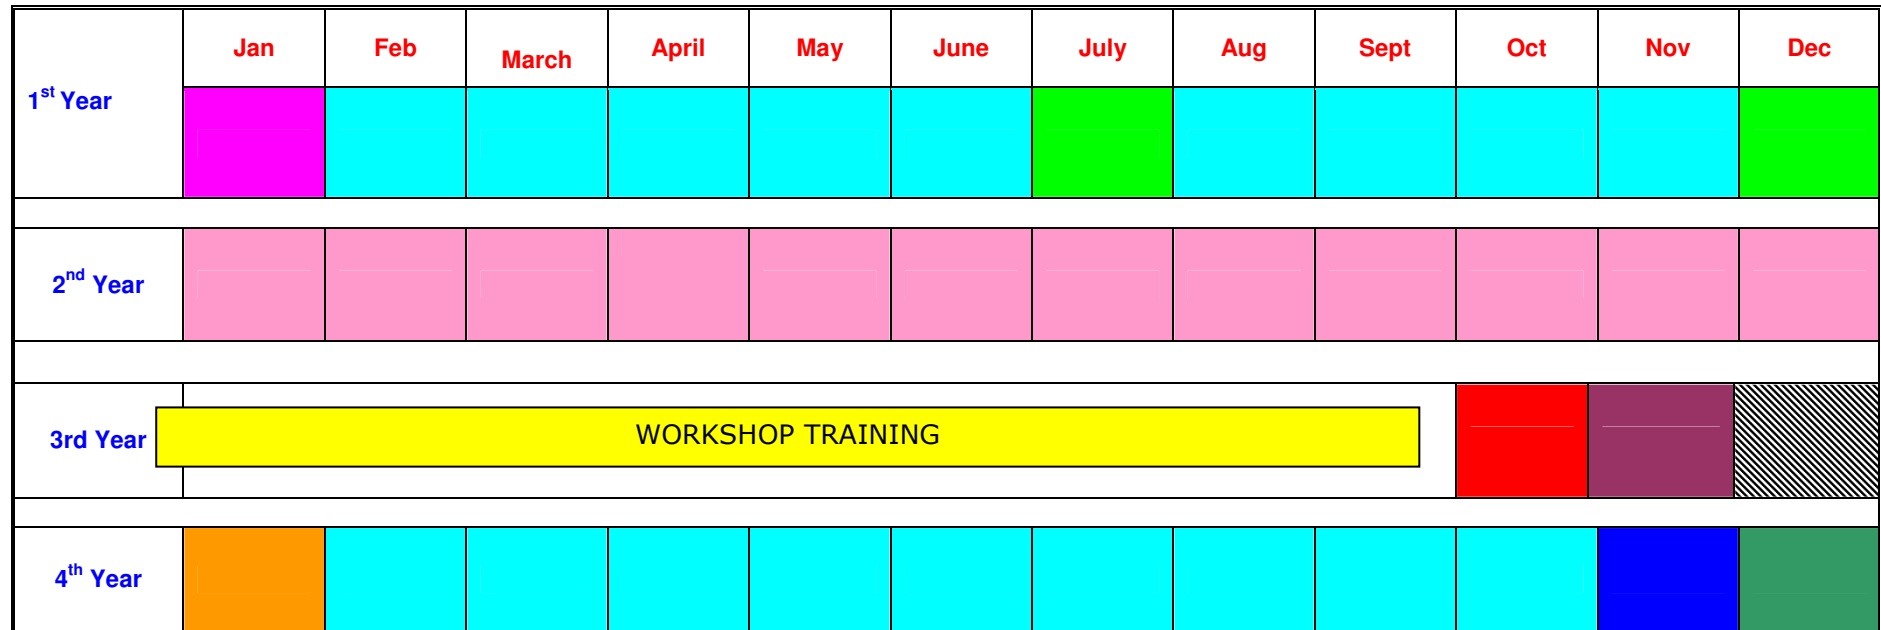 Jan Feb March April May June July Aug Sept Oct Nov Dec
1st Year
2nd Year
3rd Year WORKSHOP TRAINING
4th Year